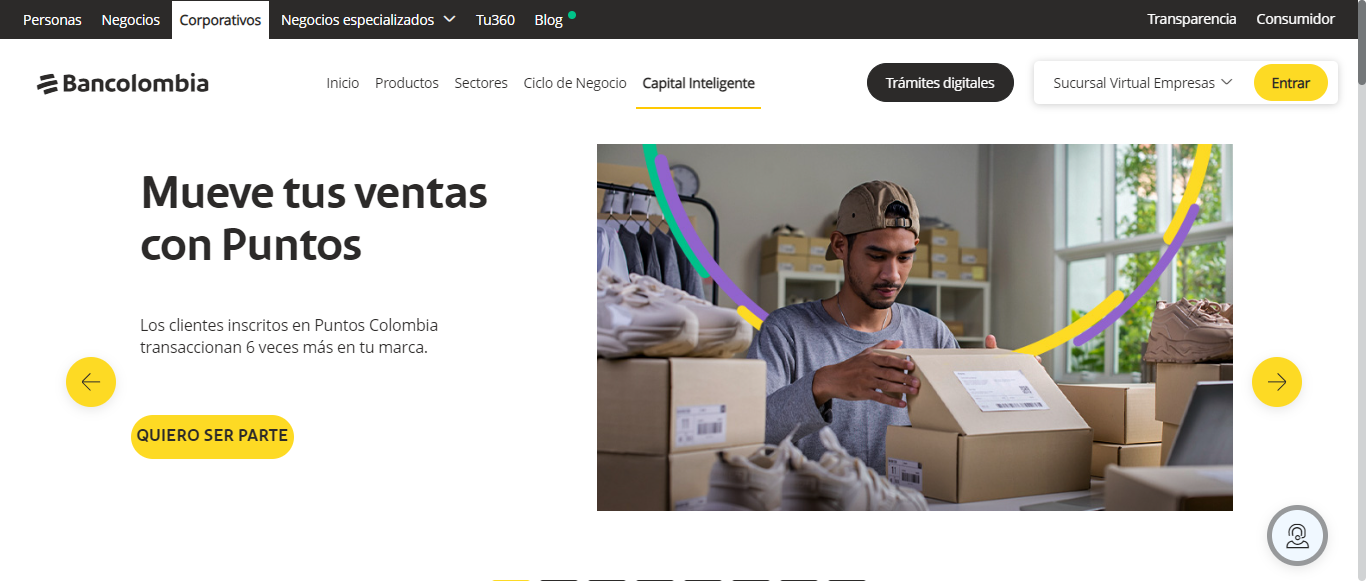 Personas Negocios Corporativos Negocios especializados Tu360 Blog Transparencia Consumidor
Bancolombia Inicio Productos Sectores Ciclo de Negocio Capital Inteligente Trámites digitales Sucursal Virtual Empresas Entrar
Mueve tus ventas
con Puntos
Los clientes inscritos en Puntos Colombia
transaccionan 6 veces más en tu marca.
QUIERO SER PARTE